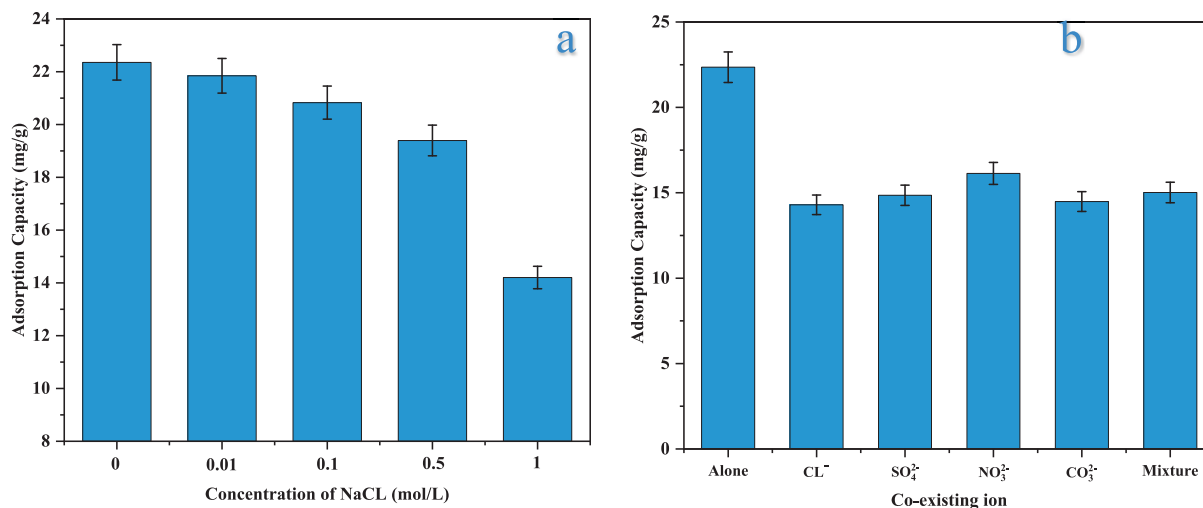 a
24
22
20
18
16
14
12
10
8
Adsorption Capacity (mg/g)
0 0.01 0.1 0.5 1
Concentration of NaCL (mol/L)
b
25
20
15
10
5
0
Adsorption Capacity (mg/g)
Alone CL⁻ SO₄²⁻ NO₃²⁻ CO₃²⁻ Mixture
Co-existing ion